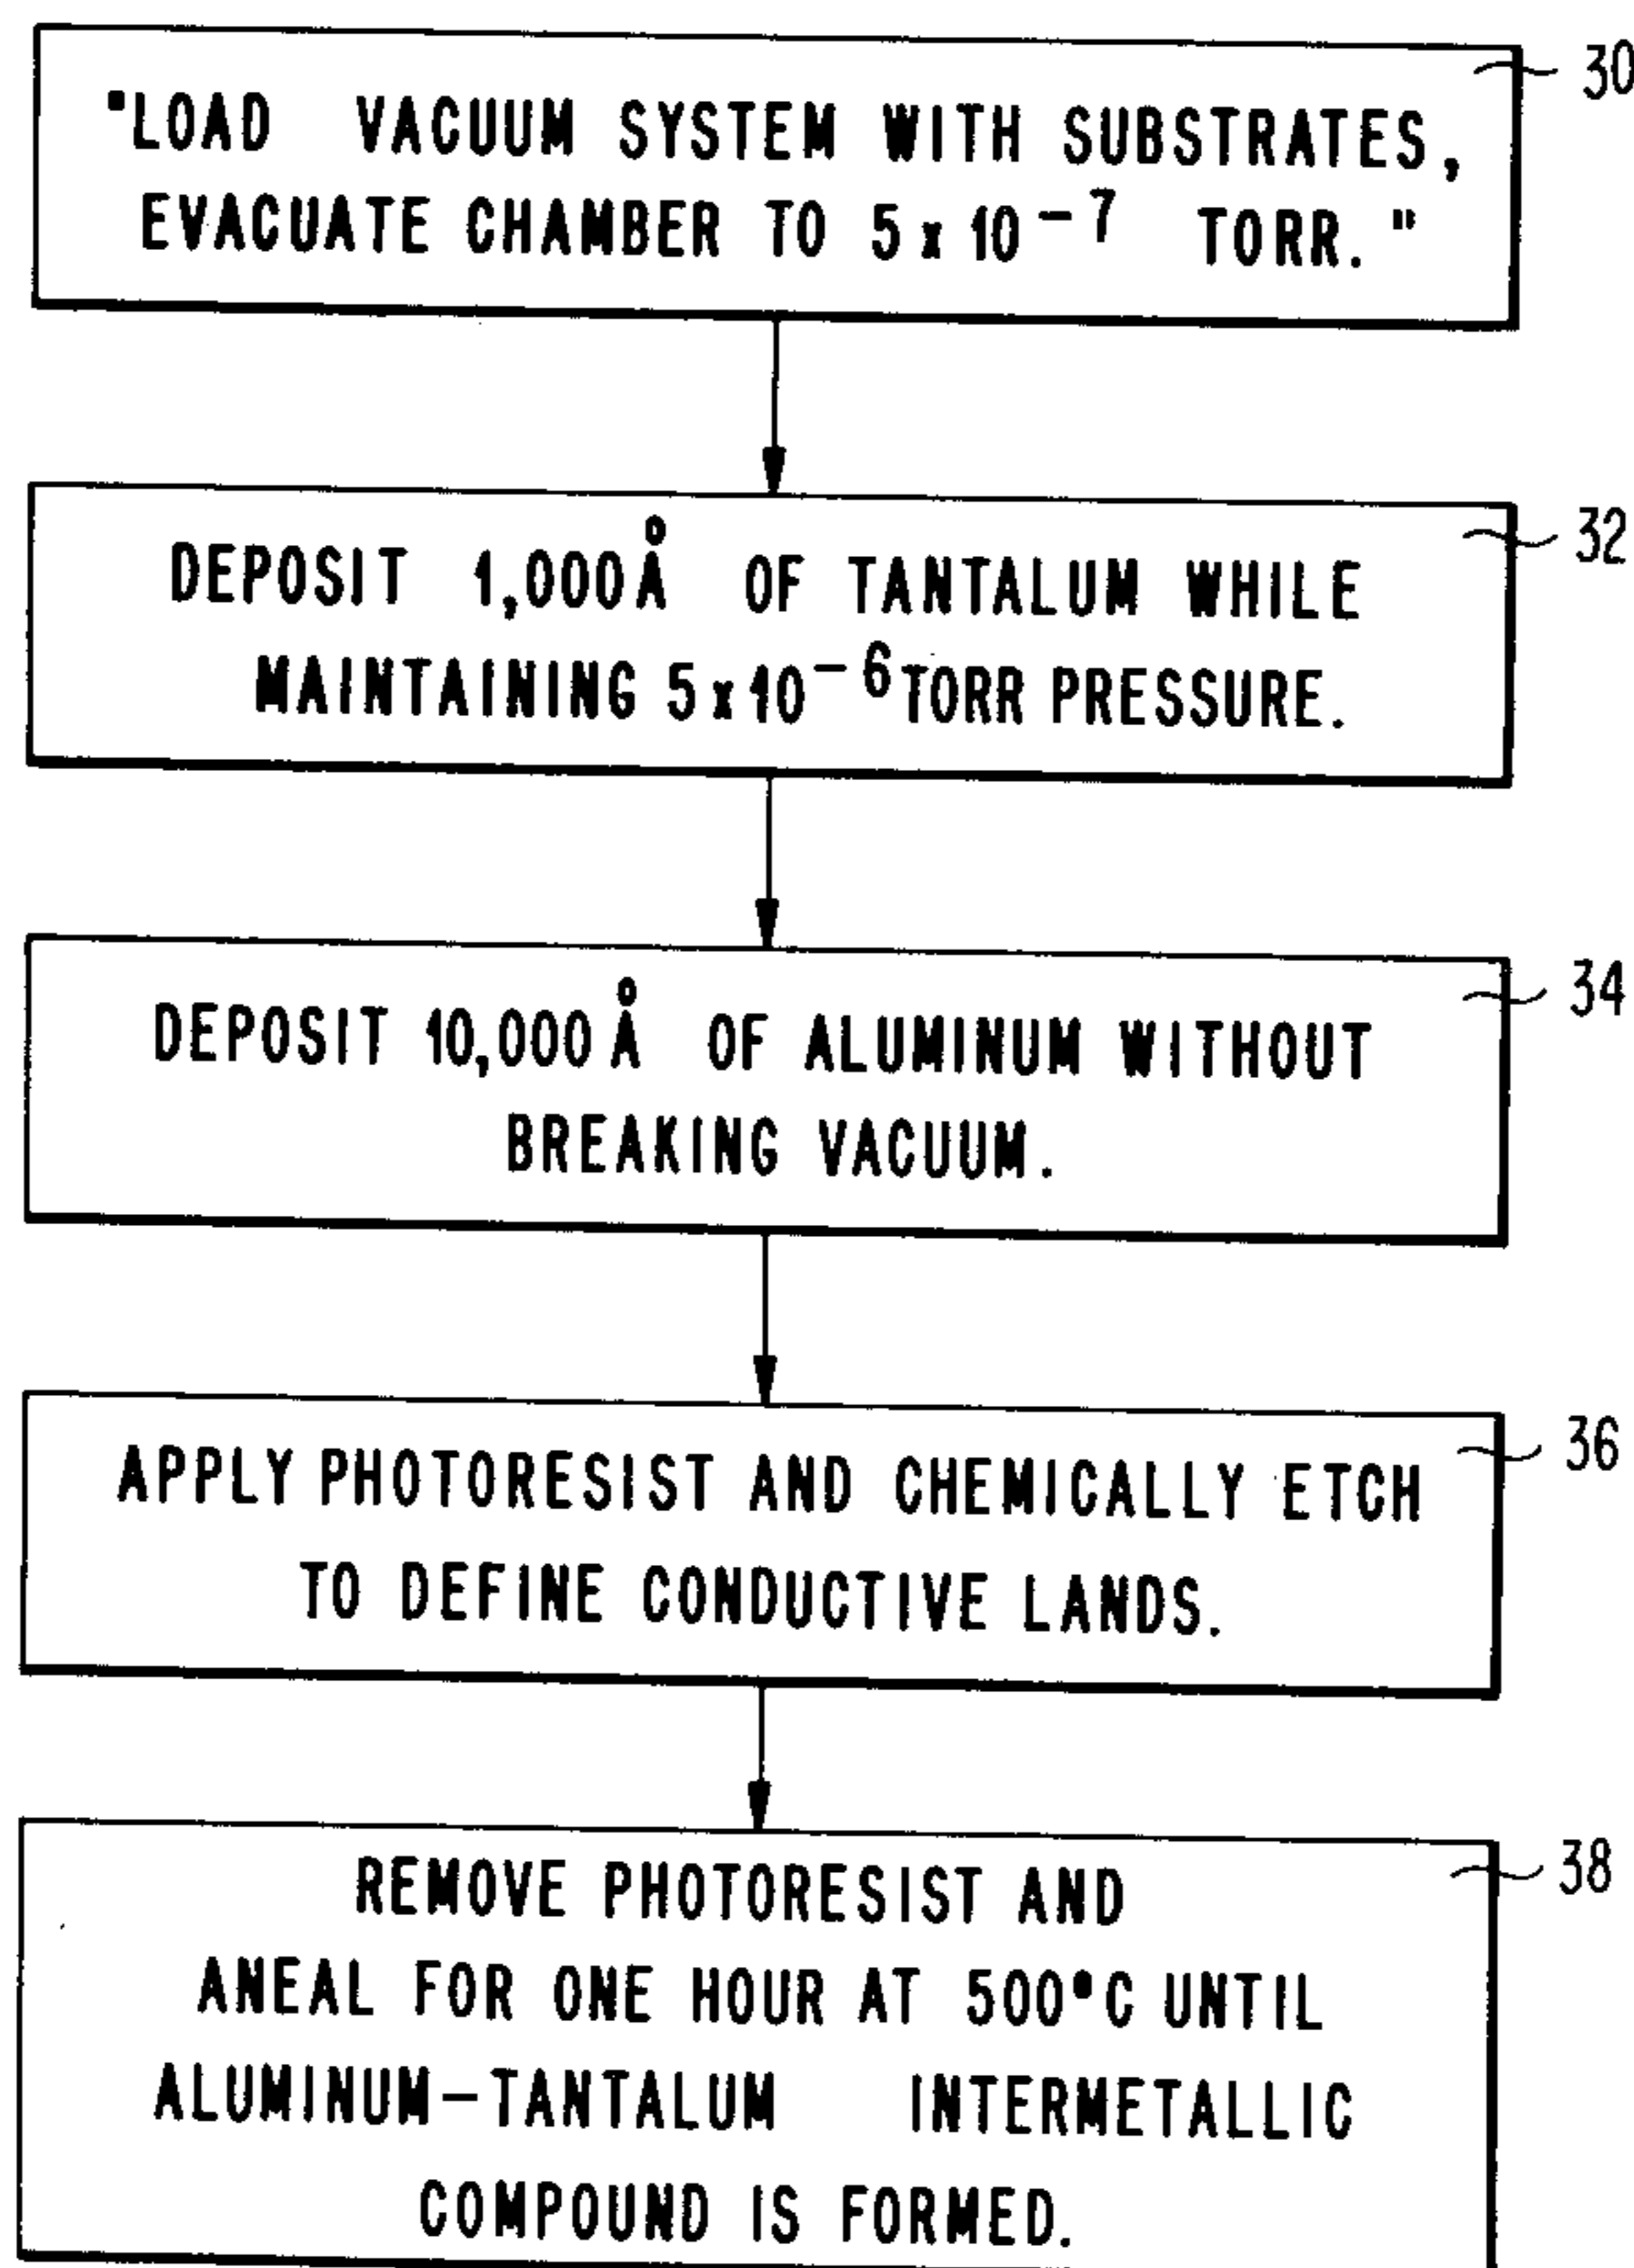 "LOAD VACUUM SYSTEM WITH SUBSTRATES,
EVACUATE CHAMBER TO 5x10⁻⁷ TORR."
30
DEPOSIT 1,000Å OF TANTALUM WHILE
MAINTAINING 5x10⁻⁶ TORR PRESSURE.
32
DEPOSIT 10,000Å OF ALUMINUM WITHOUT
BREAKING VACUUM.
34
APPLY PHOTORESIST AND CHEMICALLY ETCH
TO DEFINE CONDUCTIVE LANDS.
36
REMOVE PHOTORESIST AND
ANEAL FOR ONE HOUR AT 500°C UNTIL
ALUMINUM-TANTALUM INTERMETALLIC
COMPOUND IS FORMED.
38